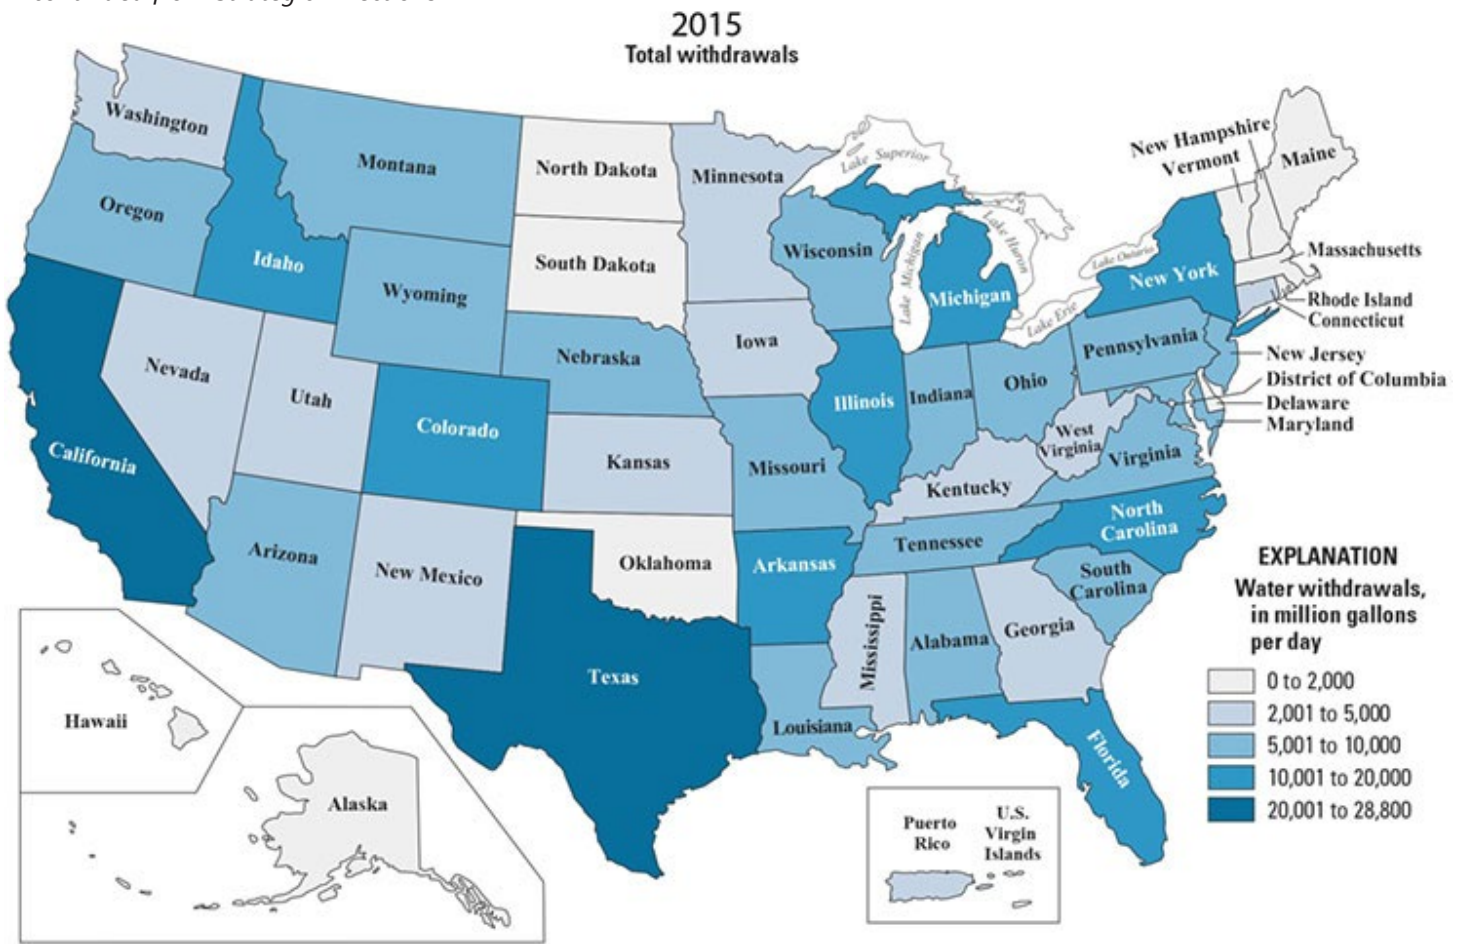 2015
Total withdrawals
Washington
Montana
North Dakota
Minnesota
Lake Superior
New Hampshire
Vermont
Maine
Oregon
Idaho
Wyoming
South Dakota
Wisconsin
Lake Michigan
Lake Huron
Michigan
Lake Ontario
Lake Erie
New York
Massachusetts
Rhode Island
Connecticut
Nevada
Utah
Colorado
Nebraska
Iowa
Illinois
Indiana
Ohio
Pennsylvania
New Jersey
District of Columbia
Delaware
Maryland
California
Kansas
Missouri
Kentucky
West
Virginia
Virginia
Arizona
New Mexico
Oklahoma
Arkansas
Tennessee
North
Carolina
South
Carolina
Texas
Louisiana
Mississippi
Alabama
Georgia
Florida
Hawaii
Alaska
Puerto
Rico
U.S.
Virgin
Islands
EXPLANATION
Water withdrawals,
in million gallons
per day
0 to 2,000
2,001 to 5,000
5,001 to 10,000
10,001 to 20,000
20,001 to 28,800